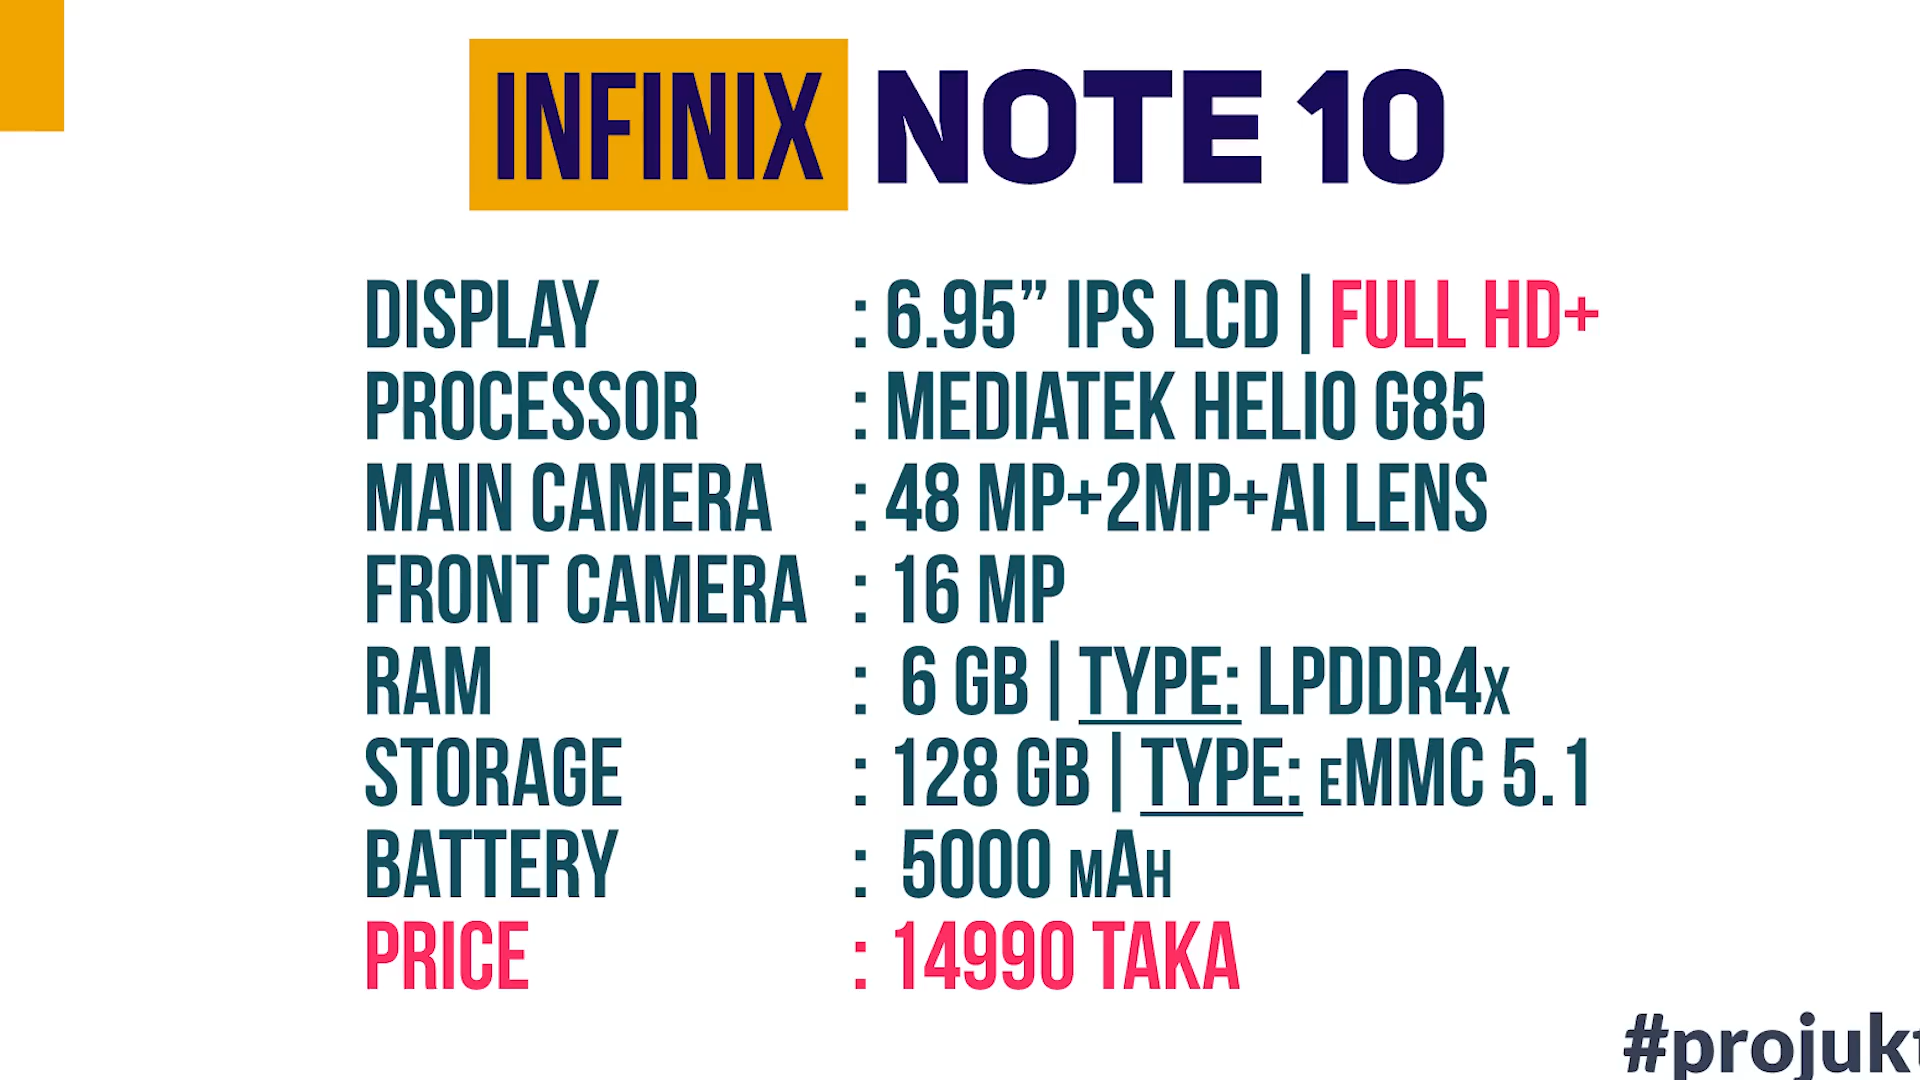 INFINIX NOTE 10
DISPLAY : 6.95” IPS LCD | FULL HD+
PROCESSOR : MEDIATEK HELIO G85
MAIN CAMERA : 48 MP+2MP+AI LENS
FRONT CAMERA : 16 MP
RAM : 6 GB | TYPE: LPDDR4X
STORAGE : 128 GB | TYPE: EMMC 5.1
BATTERY : 5000 MAH
PRICE : 14990 TAKA
#projukt